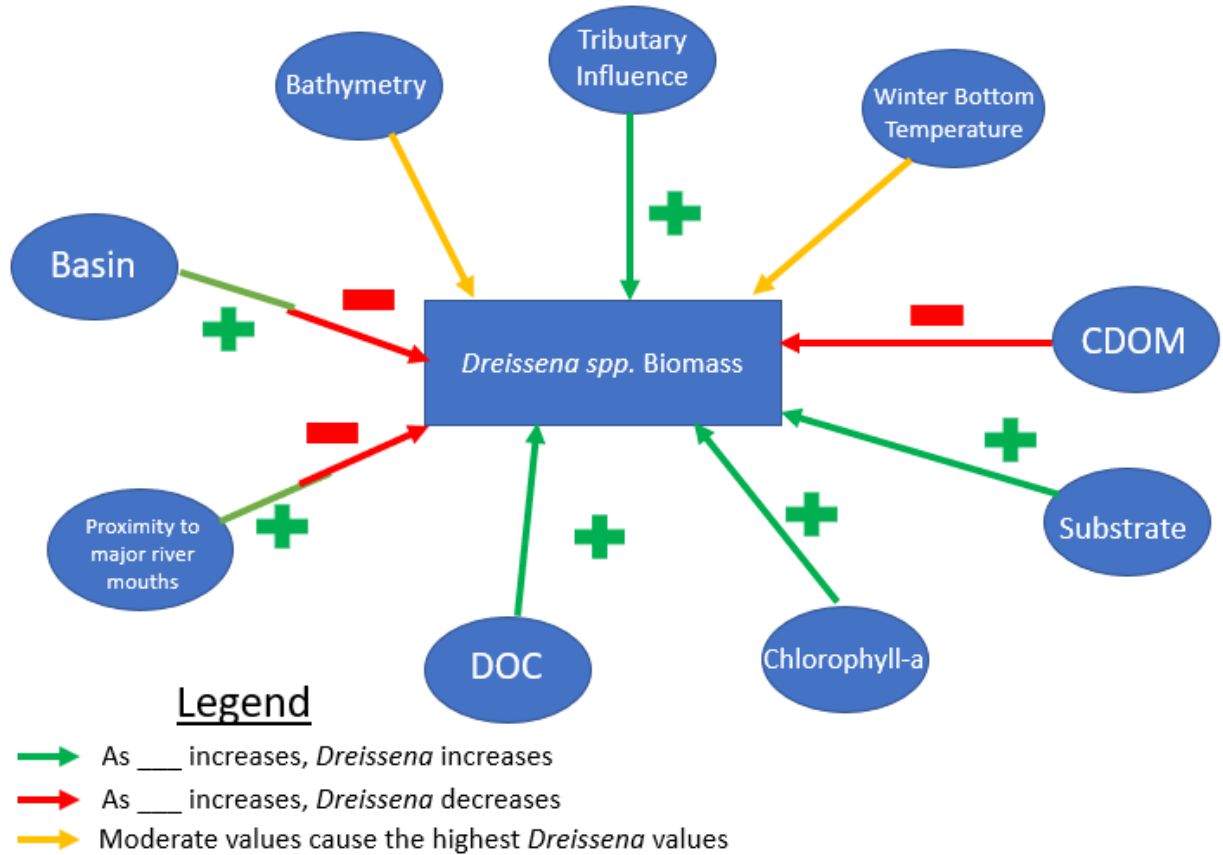 Tributary
Influence
Bathymetry
Winter Bottom
Temperature
Basin
Dreissena spp. Biomass
CDOM
Proximity to
major river
mouths
Substrate
DOC
Chlorophyll-a
Legend
As ___ increases, Dreissena increases
As ___ increases, Dreissena decreases
Moderate values cause the highest Dreissena values